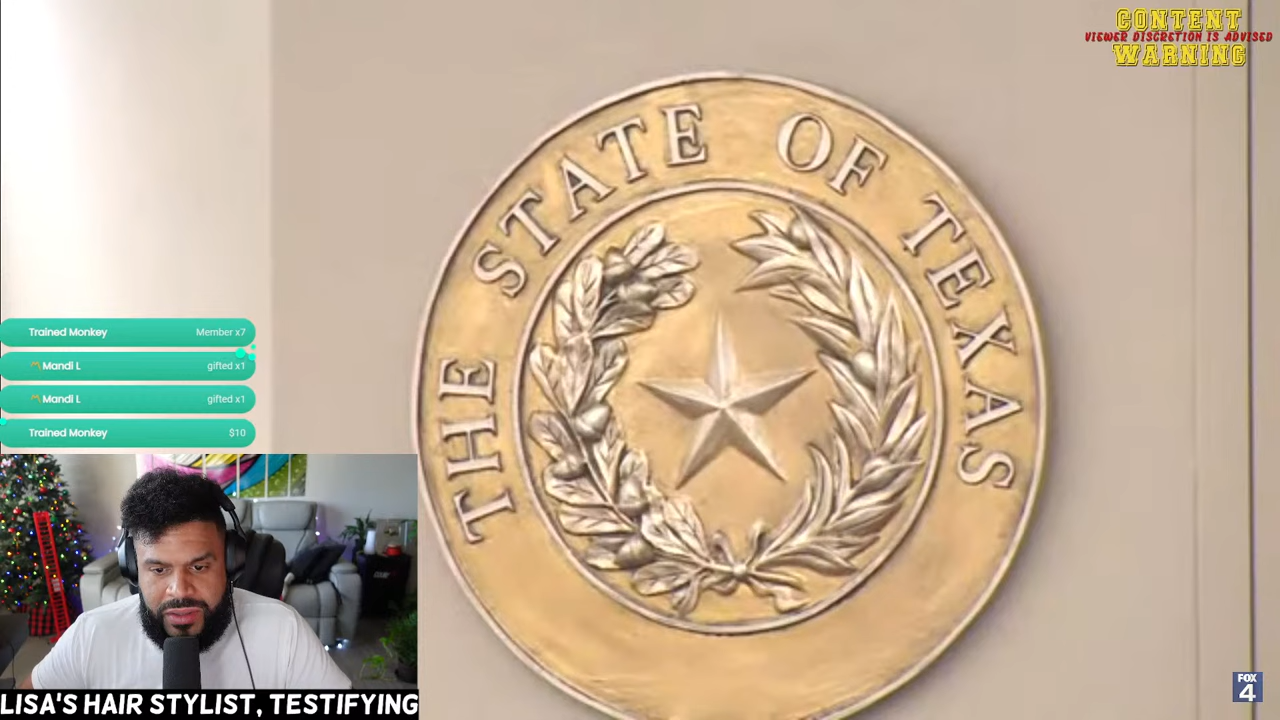 CONTENT
VIEWER DISCRETION IS ADVISED
WARNING
THE STATE OF TEXAS
Trained Monkey Member x7
Mandi L gifted x1
Mandi L gifted x1
Trained Monkey $10
LISA'S HAIR STYLIST, TESTIFYING
FOX
4